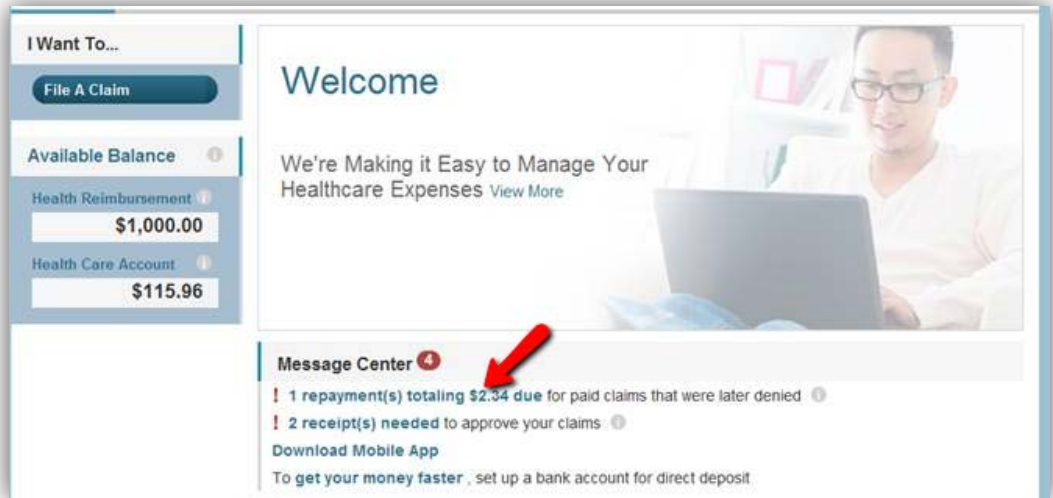 I Want To...
File A Claim
Available Balance
Health Reimbursement
$1,000.00
Health Care Account
$115.96
Welcome
We're Making it Easy to Manage Your
Healthcare Expenses View More
Message Center 4
! 1 repayment(s) totaling $2.34 due for paid claims that were later denied
! 2 receipt(s) needed to approve your claims
Download Mobile App
To get your money faster , set up a bank account for direct deposit